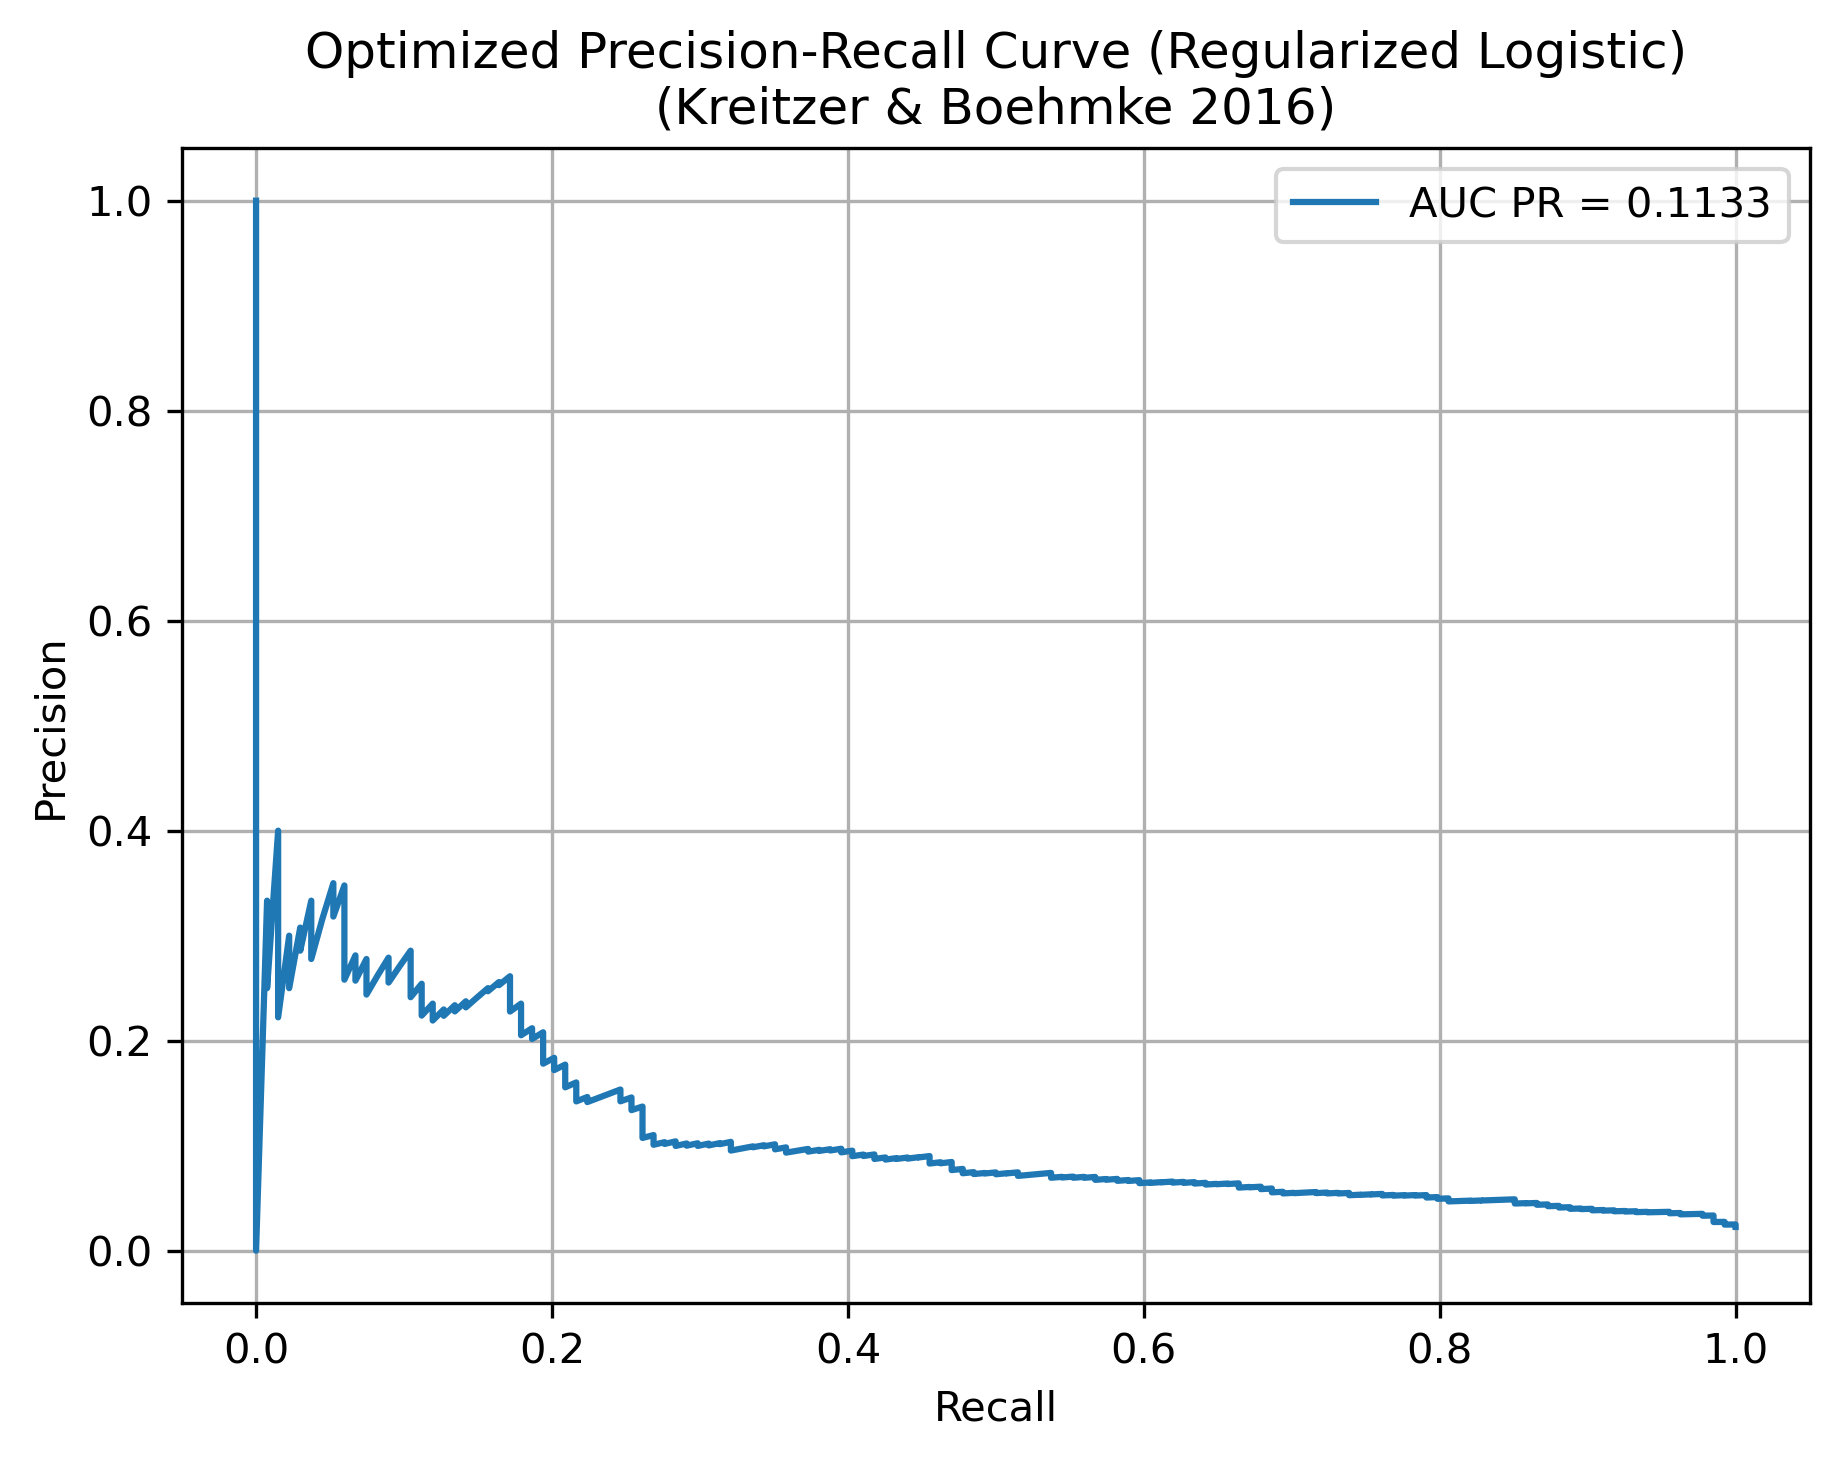 Optimized Precision-Recall Curve (Regularized Logistic)
(Kreitzer & Boehmke 2016)
AUC PR = 0.1133
Precision
1.0
0.8
0.6
0.4
0.2
0.0
0.0 0.2 0.4 0.6 0.8 1.0
Recall